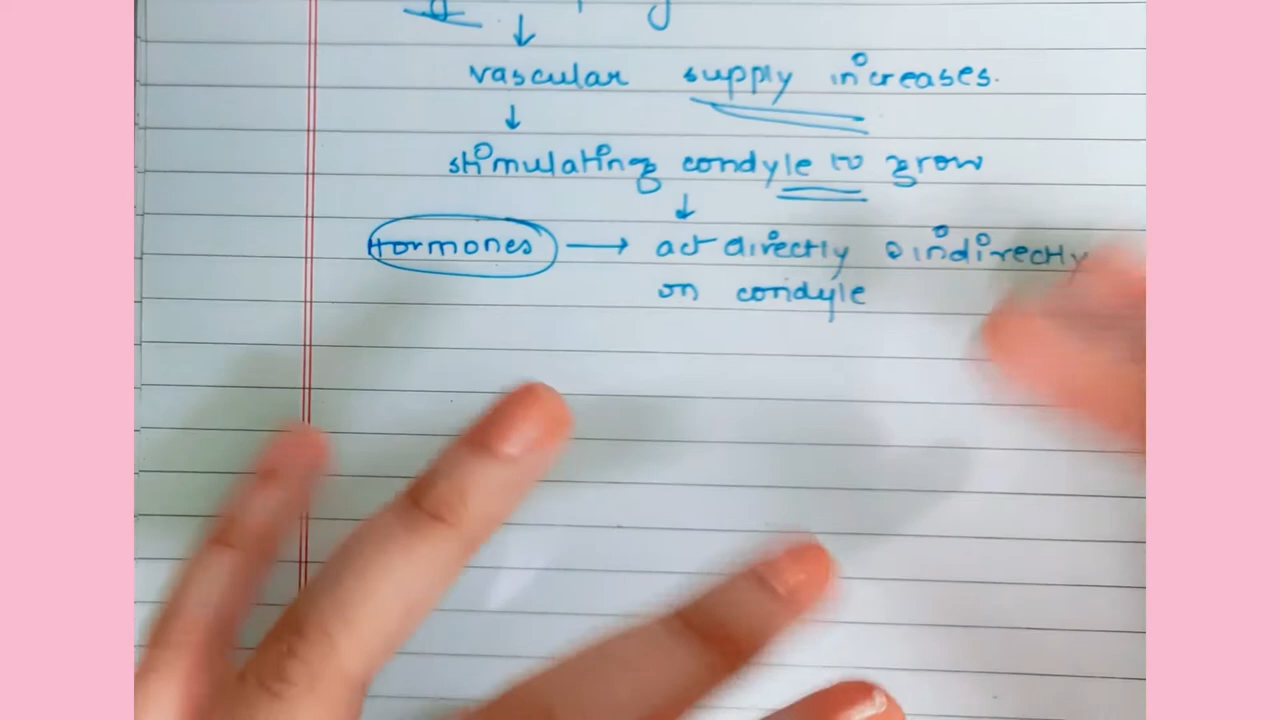 ↓
vascular supply increases.
↓
stimulating condyle to grow
↓
Hormones → act directly & indirectly
on condyle